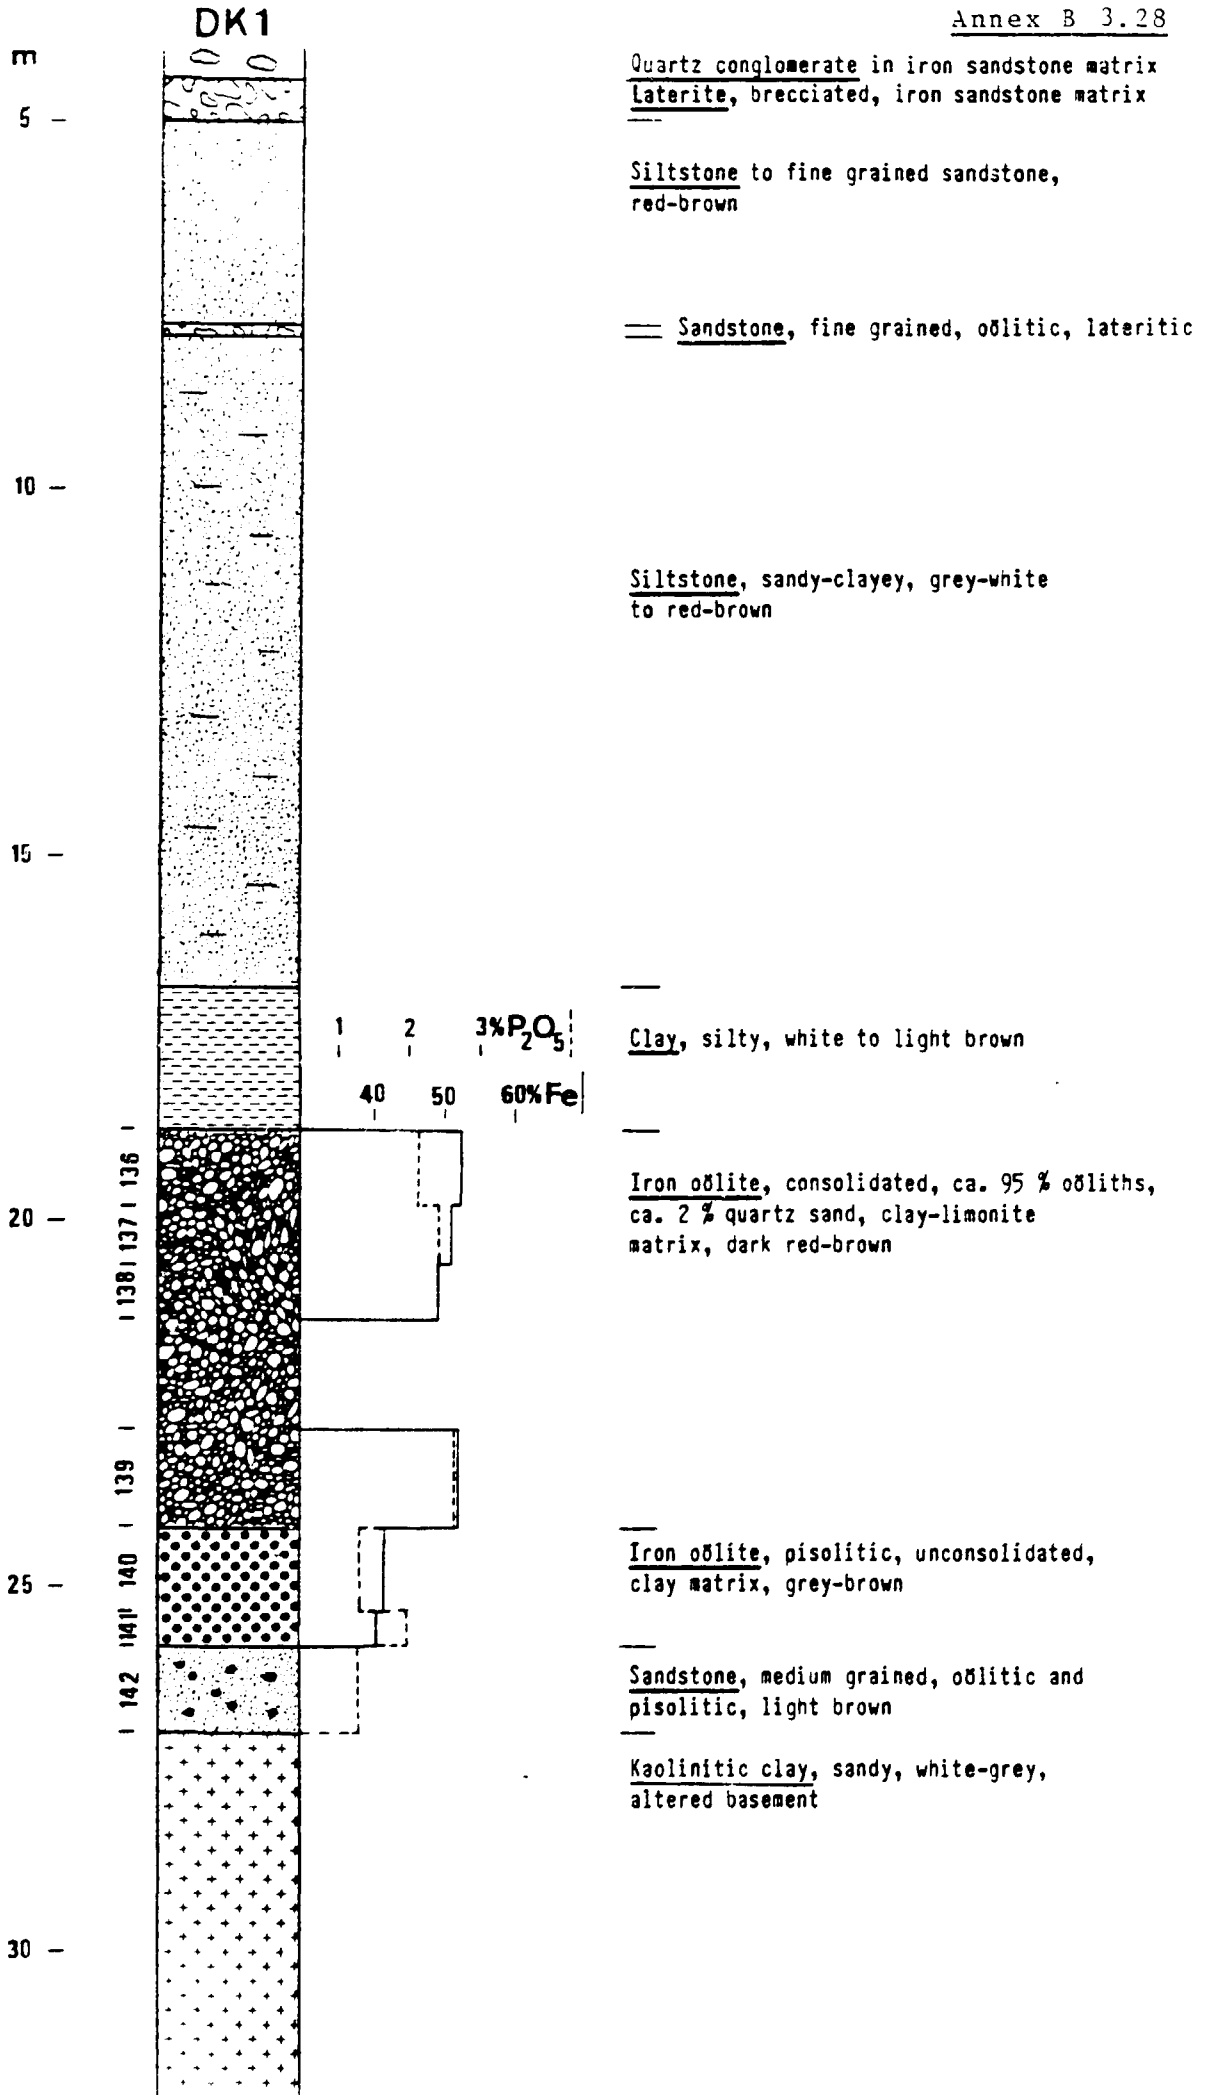 DK1
Annex B 3.28
m
Quartz conglomerate in iron sandstone matrix
Laterite, brecciated, iron sandstone matrix
5
Siltstone to fine grained sandstone,
red-brown
Sandstone, fine grained, oölitic, lateritic
10
Siltstone, sandy-clayey, grey-white
to red-brown
15
1 2 3% P2O5
Clay, silty, white to light brown
40 50 60% Fe
136
Iron oölite, consolidated, ca. 95 % oöliths,
ca. 2 % quartz sand, clay-limonite
matrix, dark red-brown
20
137
138
139
Iron oölite, pisolitic, unconsolidated,
clay matrix, grey-brown
140
25
141
Sandstone, medium grained, oölitic and
pisolitic, light brown
142
Kaolinitic clay, sandy, white-grey,
altered basement
30